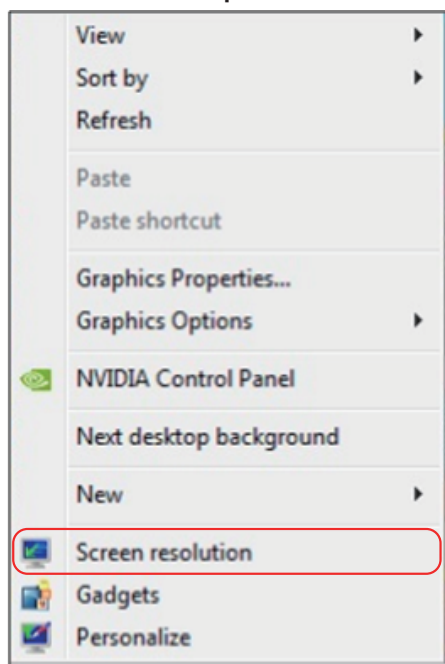 View
Sort by
Refresh
Paste
Paste shortcut
Graphics Properties...
Graphics Options
NVIDIA Control Panel
Next desktop background
New
Screen resolution
Gadgets
Personalize